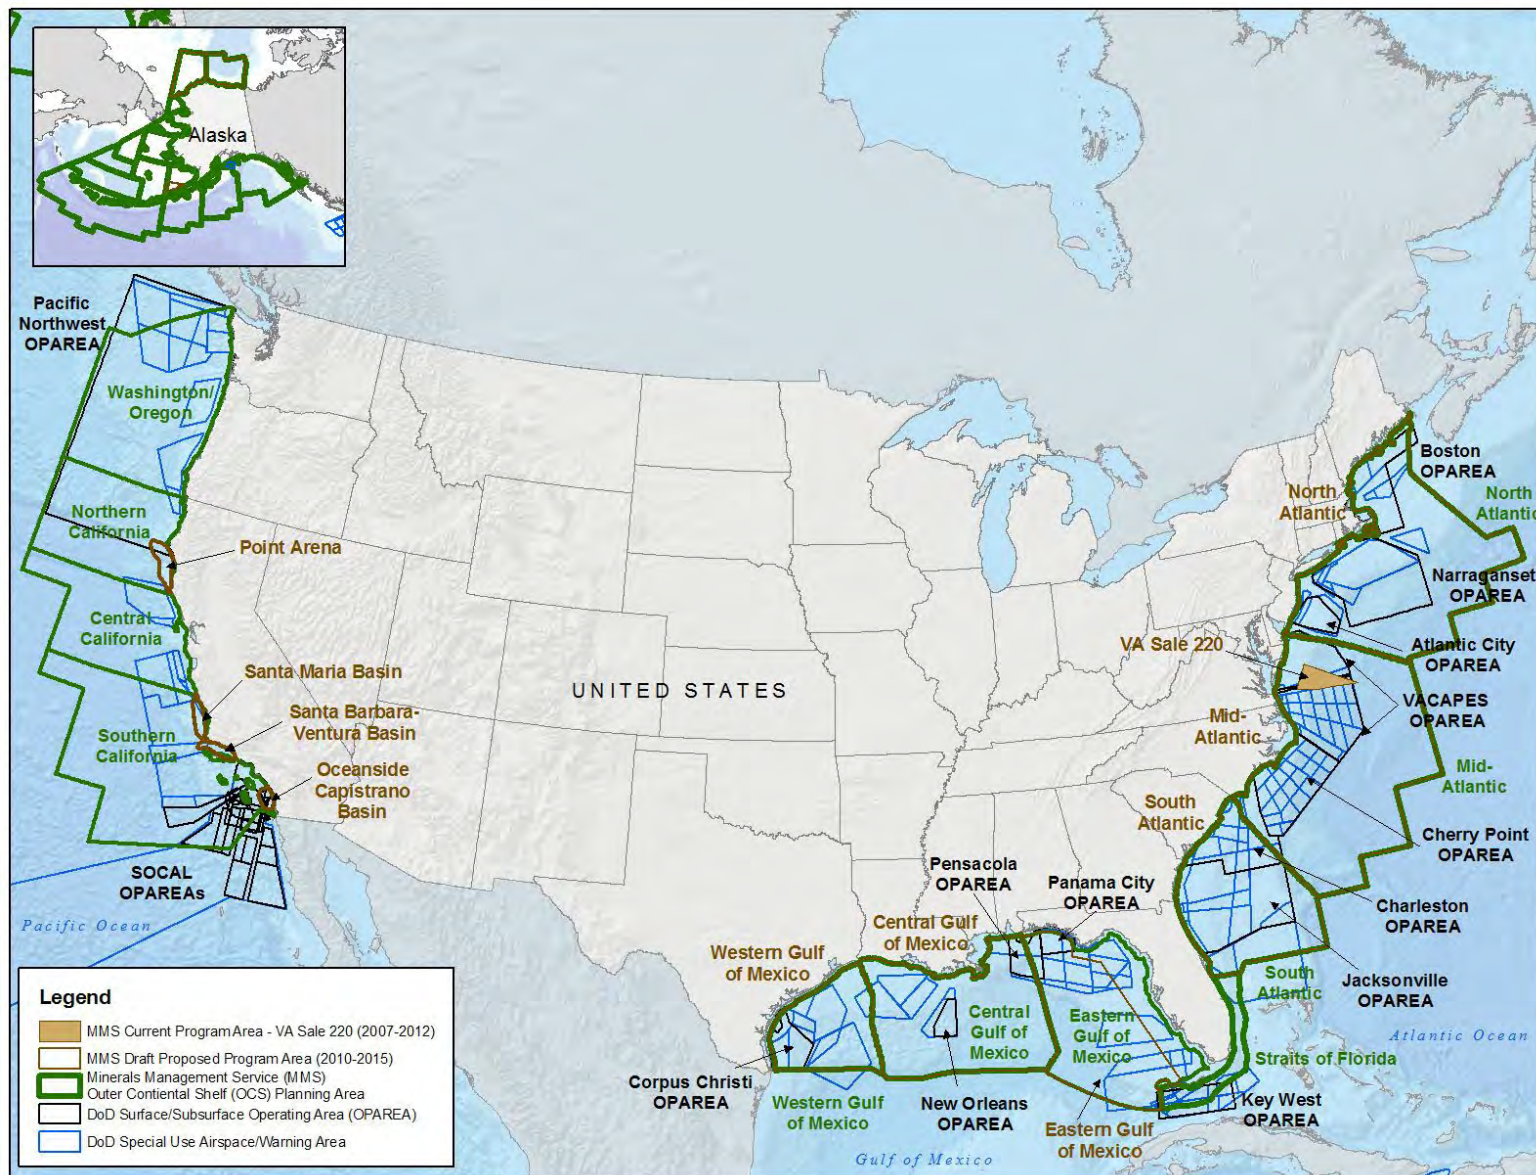 Alaska
Pacific
Northwest
OPAREA
Washington/
Oregon
Northern
California
Point Arena
Central
California
Santa Maria Basin
Santa Barbara-
Ventura Basin
Southern
California
Oceanside
Capistrano
Basin
SOCAL
OPAREAs
Pacific Ocean
UNITED STATES
Boston
OPAREA
North
Atlantic
North
Atlantic
Narraganset
OPAREA
Atlantic City
OPAREA
VA Sale 220
VACAPES
OPAREA
Mid-
Atlantic
Mid-
Atlantic
South
Atlantic
Cherry Point
OPAREA
Pensacola
OPAREA
Panama City
OPAREA
Charleston
OPAREA
Central Gulf
of Mexico
Western Gulf
of Mexico
South
Atlantic
Jacksonville
OPAREA
Central
Gulf of
Mexico
Eastern
Gulf of
Mexico
Atlantic Ocean
Straits of Florida
Corpus Christi
OPAREA
Western Gulf
of Mexico
New Orleans
OPAREA
Key West
OPAREA
Eastern Gulf
of Mexico
Gulf of Mexico
Legend
MMS Current Program Area - VA Sale 220 (2007-2012)
MMS Draft Proposed Program Area (2010-2015)
Minerals Management Service (MMS)
Outer Contiental Shelf (OCS) Planning Area
DoD Surface/Subsurface Operating Area (OPAREA)
DoD Special Use Airspace/Warning Area